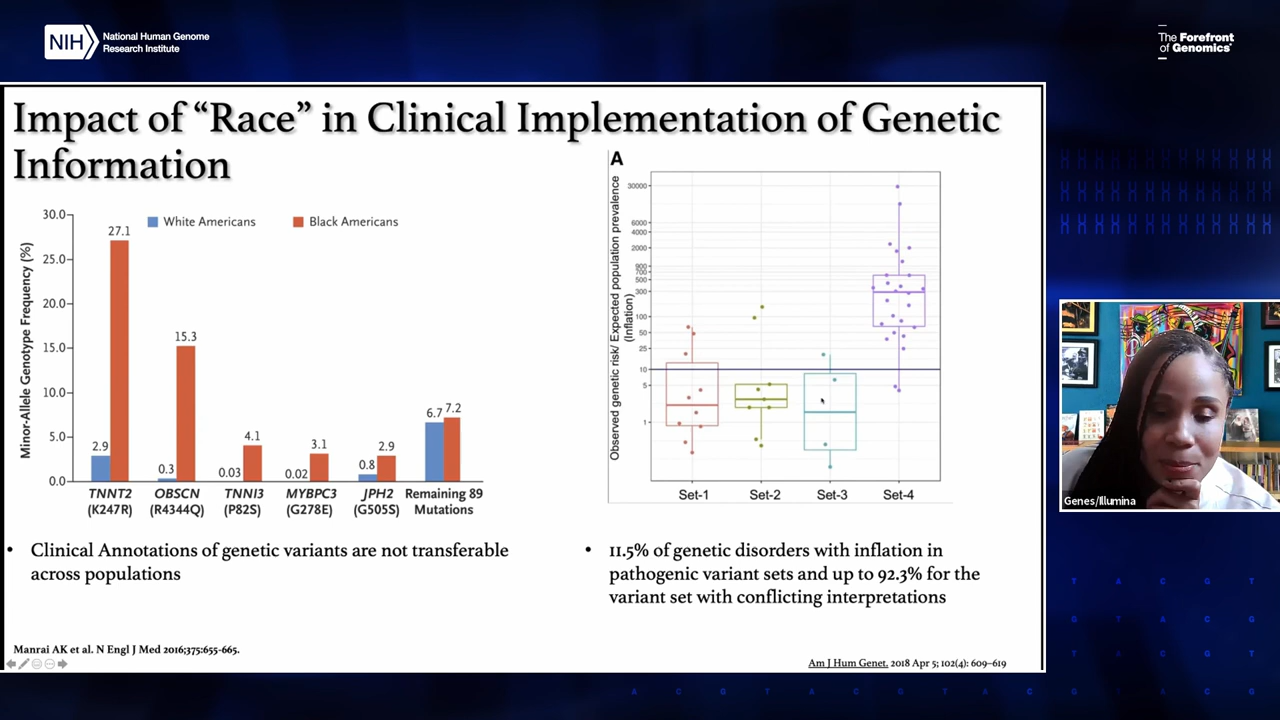 NIH
National Human Genome
Research Institute
The Forefront
of Genomics®
Impact of “Race” in Clinical Implementation of Genetic
Information
Minor-Allele Genotype Frequency (%)
30.0
25.0
20.0
15.0
10.0
5.0
0.0
White Americans
Black Americans
2.9
27.1
0.3
15.3
0.03
4.1
0.02
3.1
0.8
2.9
6.7
7.2
TNNT2
(K247R)
OBSCN
(R4344Q)
TNNI3
(P82S)
MYBPC3
(G278E)
JPH2
(G505S)
Remaining 89
Mutations
A
Observed genetic risk/ Expected population prevalence
(Inflation)
30000
6000
4000
2000
900
700
500
300
100
50
25
10
5
1
Set-1
Set-2
Set-3
Set-4
• Clinical Annotations of genetic variants are not transferable
across populations
• 11.5% of genetic disorders with inflation in
pathogenic variant sets and up to 92.3% for the
variant set with conflicting interpretations
Manrai AK et al. N Engl J Med 2016;375:655-665.
Am J Hum Genet. 2018 Apr 5; 102(4): 609–619
Genes/Illumina
T A C G T
G T A C G
T A C G T
A C G T A C G T A C G T